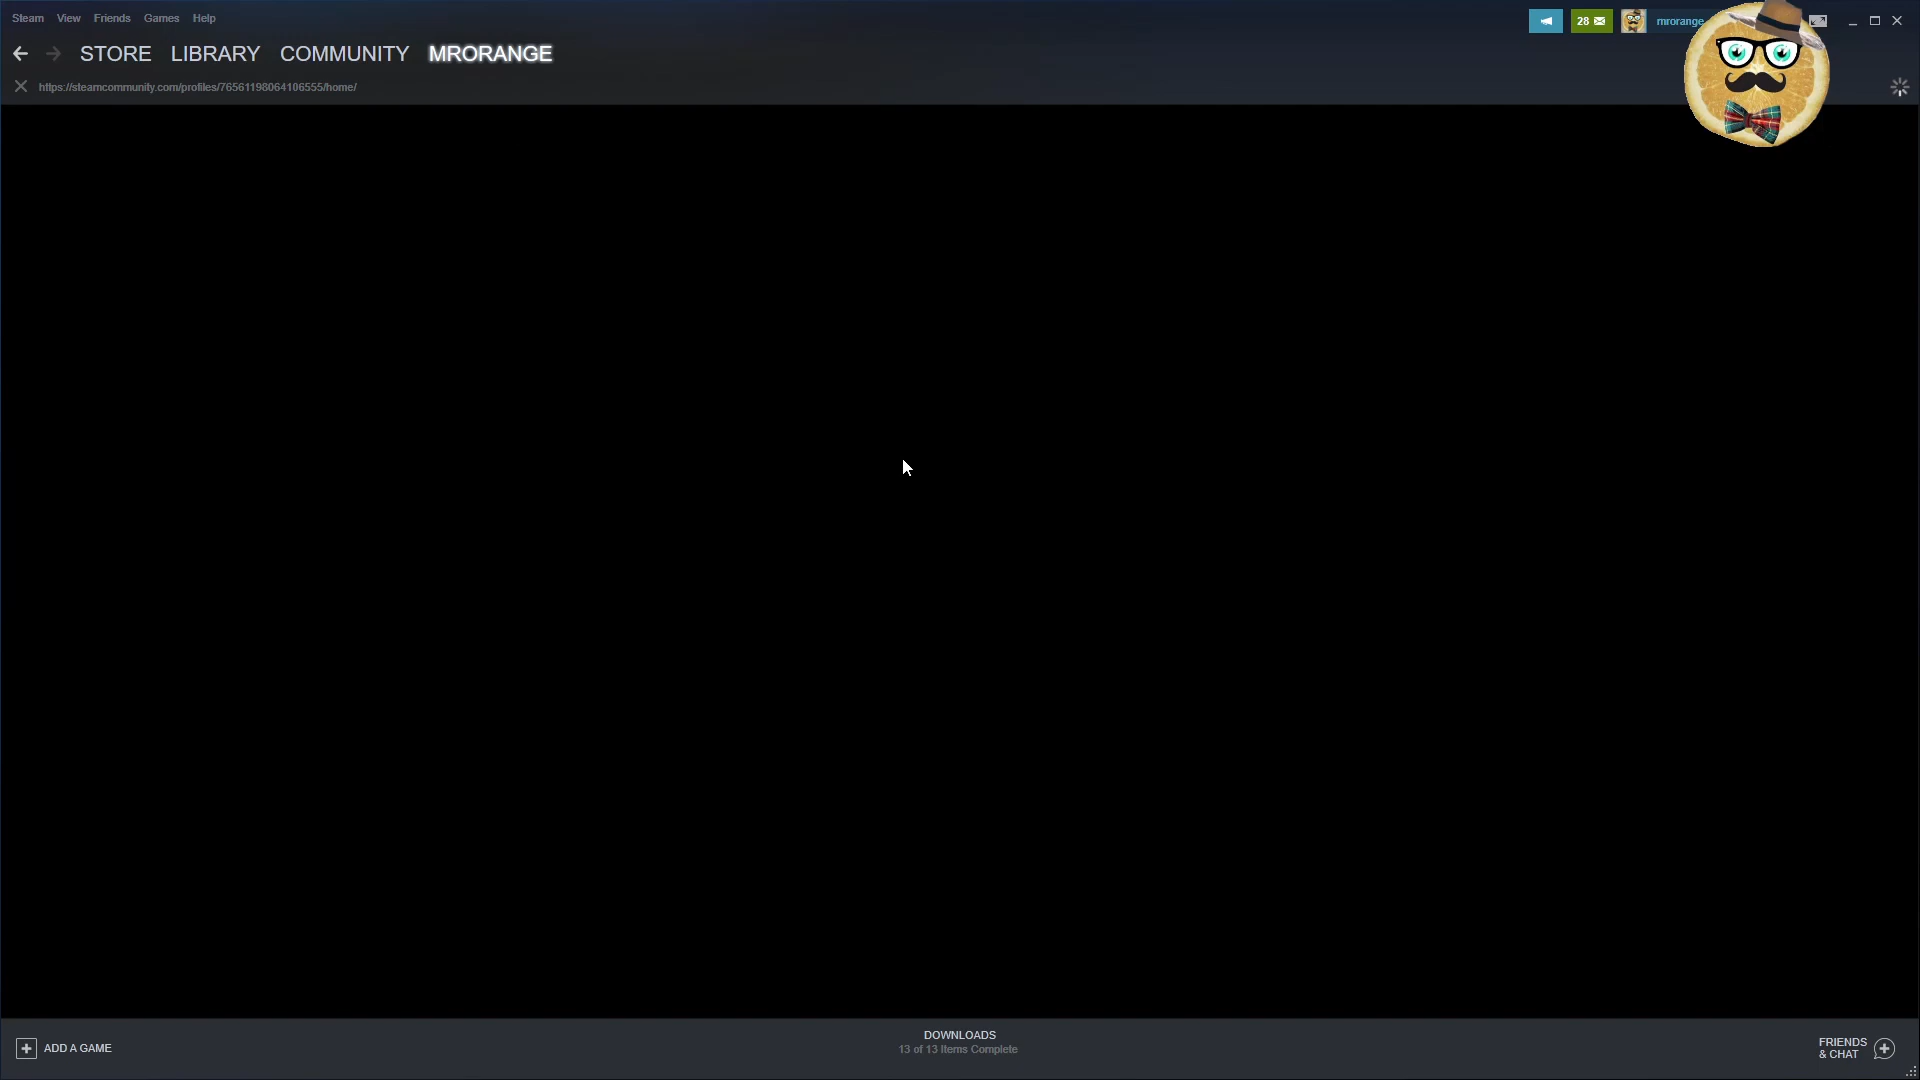 Steam View Friends Games Help
28
mrorange
STORE LIBRARY COMMUNITY MRORANGE
https://steamcommunity.com/profiles/76561198064106555/home/
ADD A GAME
DOWNLOADS
13 of 13 Items Complete
FRIENDS
& CHAT